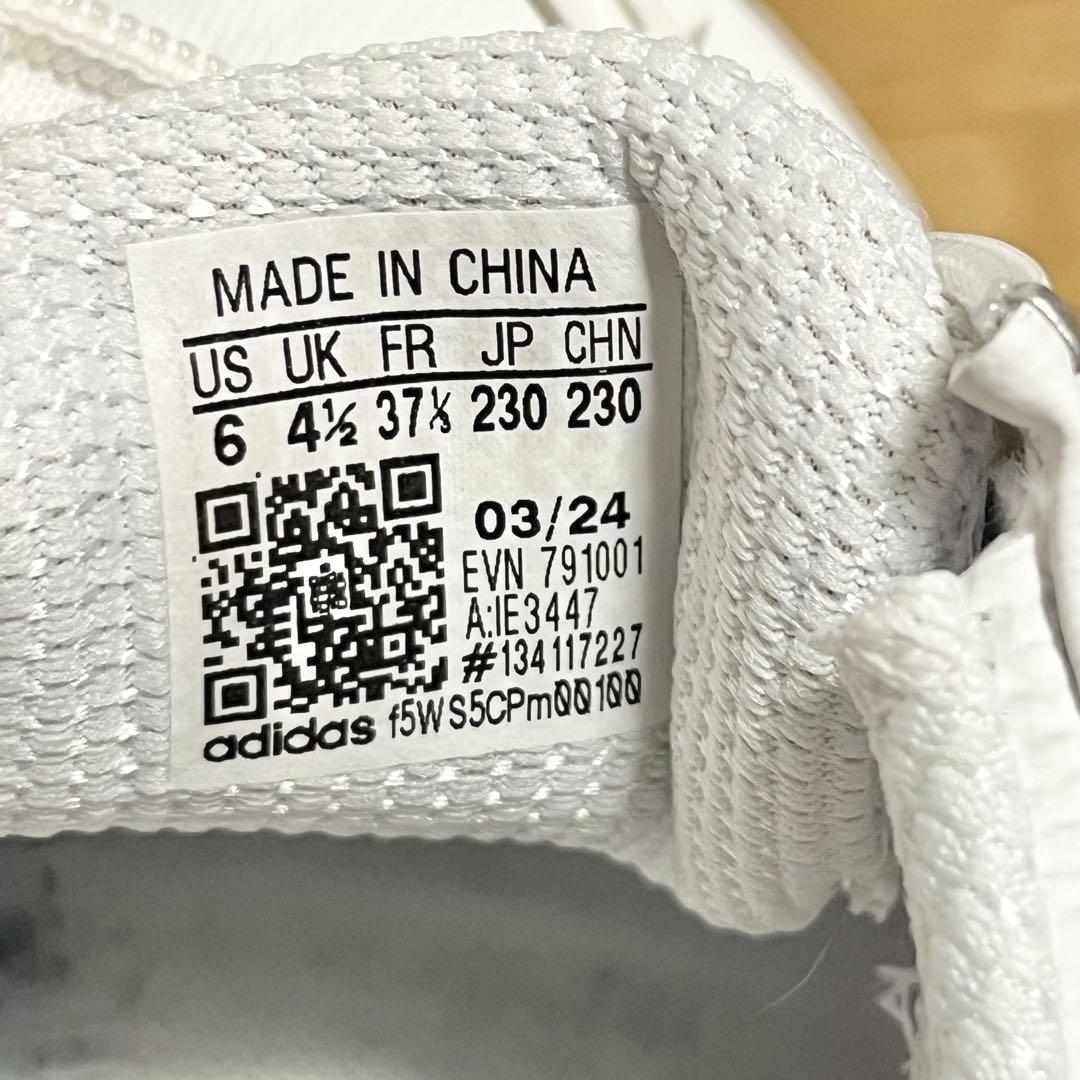 MADE IN CHINA
US UK FR JP CHN
6 4½ 37⅓ 230 230
03/24
EVN 791001
A:IE3447
#134117227
adidas f5WS5CPm00100